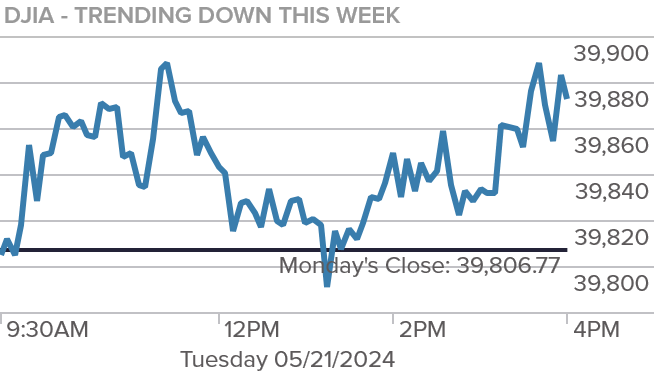 DJIA - TRENDING DOWN THIS WEEK
39,900
39,880
39,860
39,840
39,820
Monday's Close: 39,806.77
39,800
9:30AM 12PM 2PM 4PM
Tuesday 05/21/2024